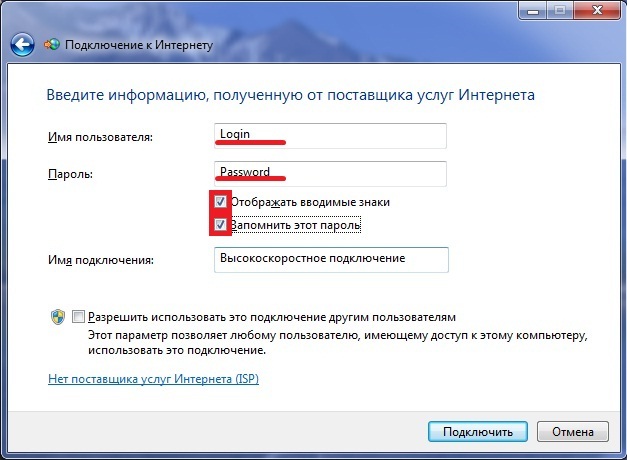 Подключение к Интернету
Введите информацию, полученную от поставщика услуг Интернета
Имя пользователя: Login
Пароль: Password
Отображать вводимые знаки
Запомнить этот пароль
Имя подключения: Высокоскоростное подключение
Разрешить использовать это подключение другим пользователям
Этот параметр позволяет любому пользователю, имеющему доступ к этому компьютеру,
использовать это подключение.
Нет поставщика услуг Интернета (ISP)
Подключить Отмена